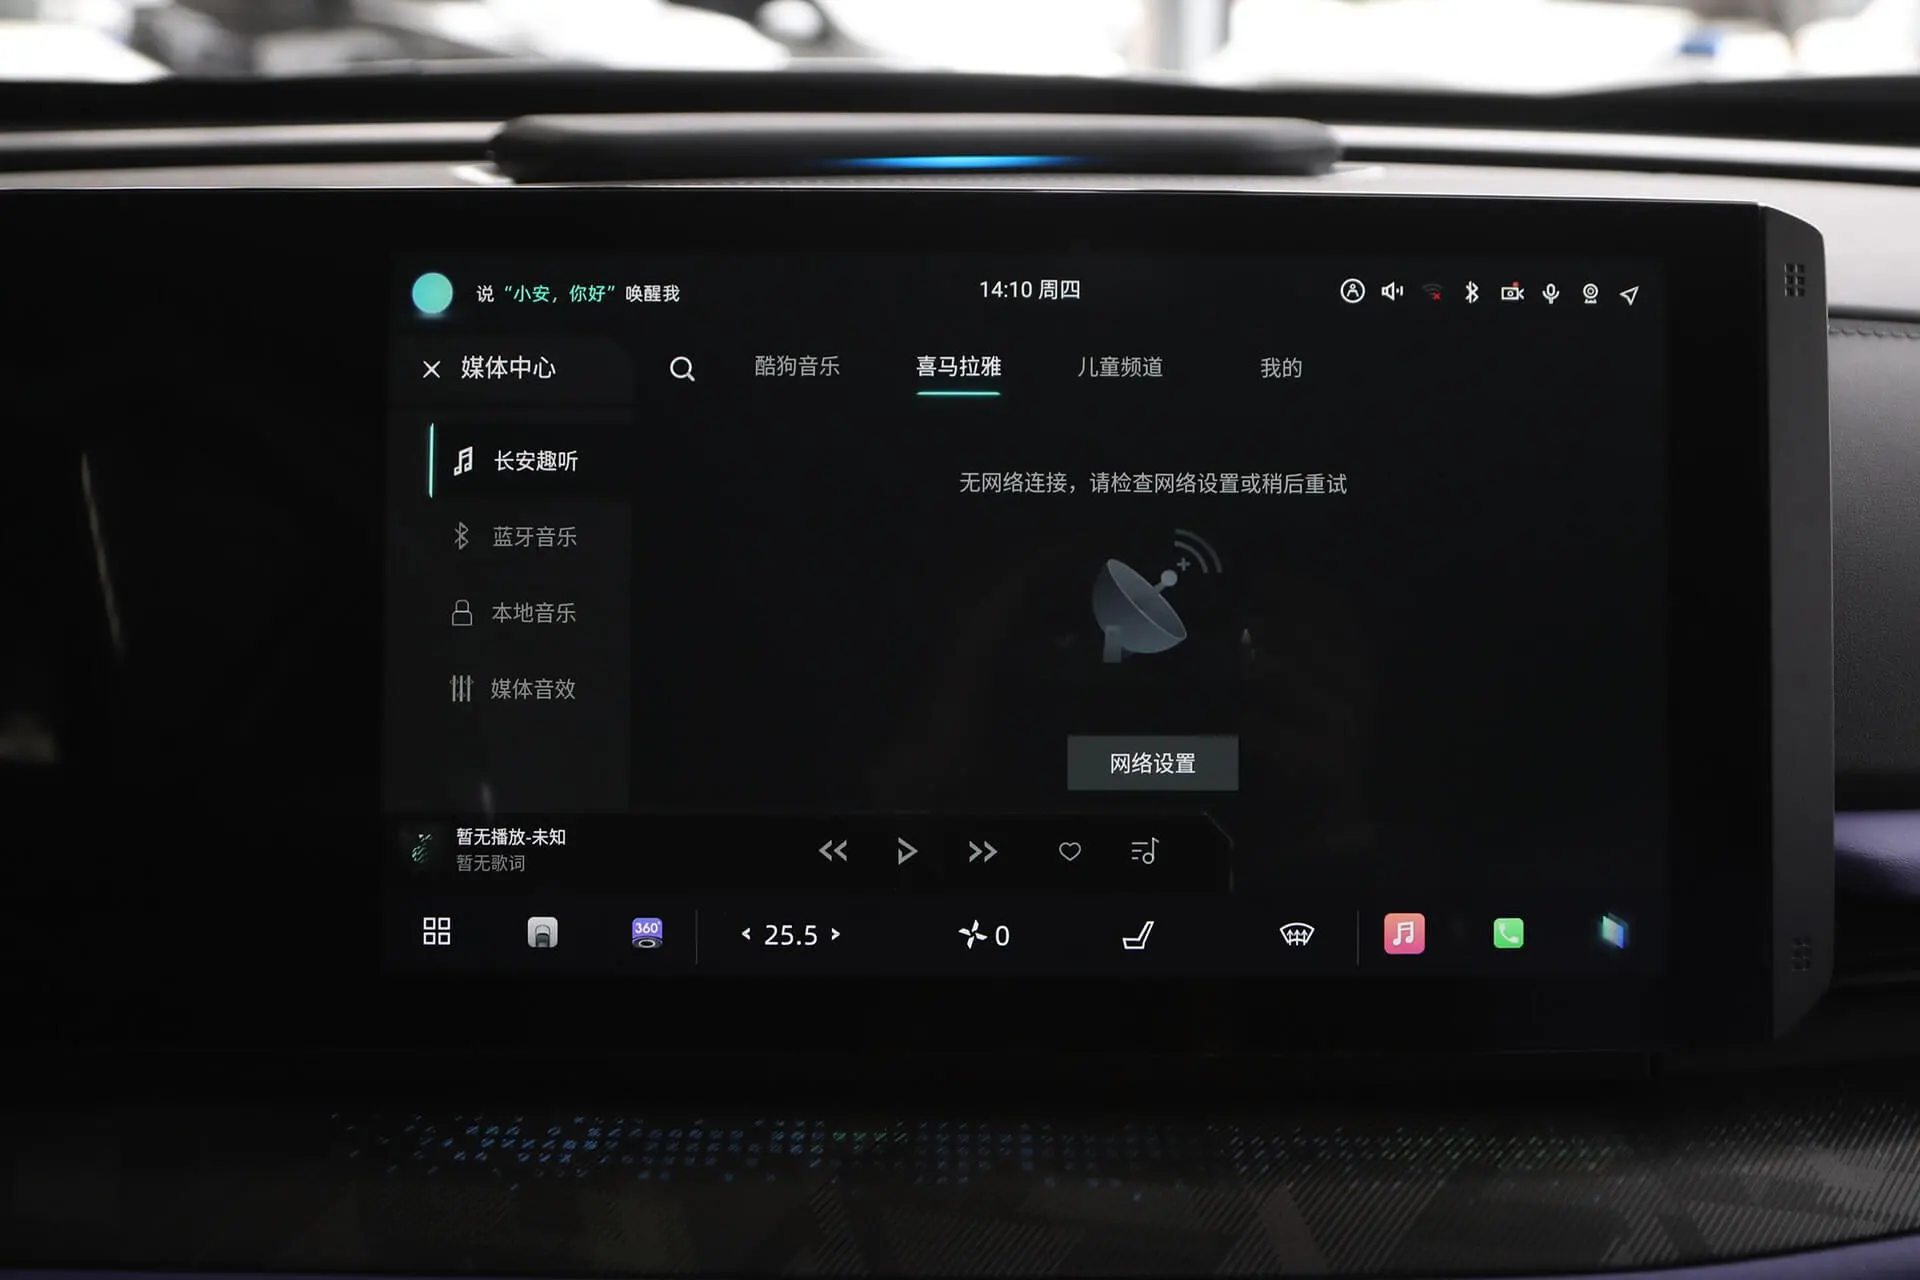 说“小安，你好”唤醒我
14:10 周四
媒体中心
酷狗音乐
喜马拉雅
儿童频道
我的
长安趣听
蓝牙音乐
本地音乐
媒体音效
无网络连接，请检查网络设置或稍后重试
网络设置
暂无播放-未知
暂无歌词
360°
25.5
0